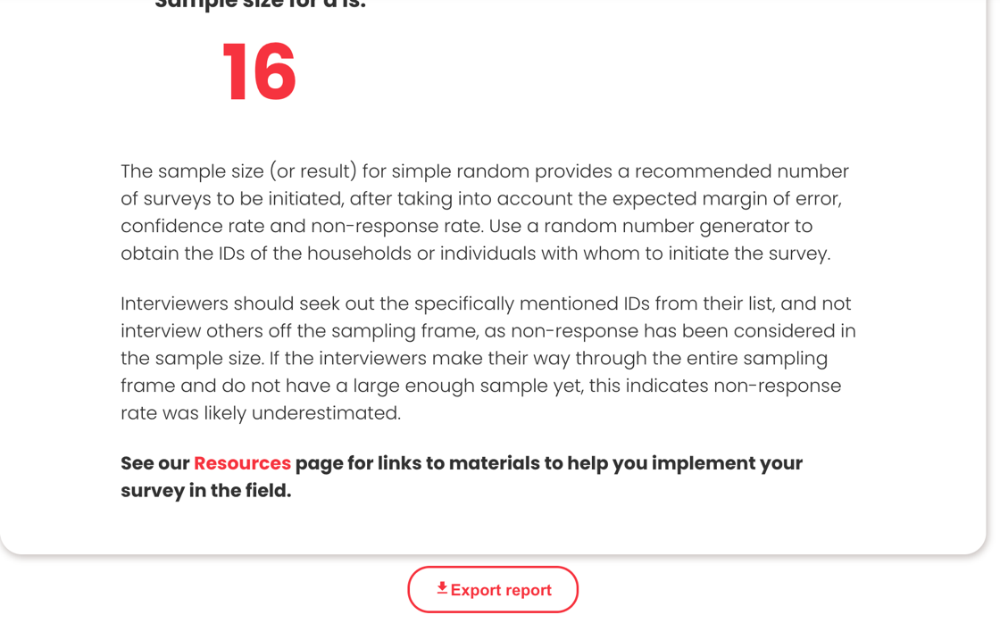 Sample size for d is:
16
The sample size (or result) for simple random provides a recommended number
of surveys to be initiated, after taking into account the expected margin of error,
confidence rate and non-response rate. Use a random number generator to
obtain the IDs of the households or individuals with whom to initiate the survey.
Interviewers should seek out the specifically mentioned IDs from their list, and not
interview others off the sampling frame, as non-response has been considered in
the sample size. If the interviewers make their way through the entire sampling
frame and do not have a large enough sample yet, this indicates non-response
rate was likely underestimated.
See our Resources page for links to materials to help you implement your
survey in the field.
Export report